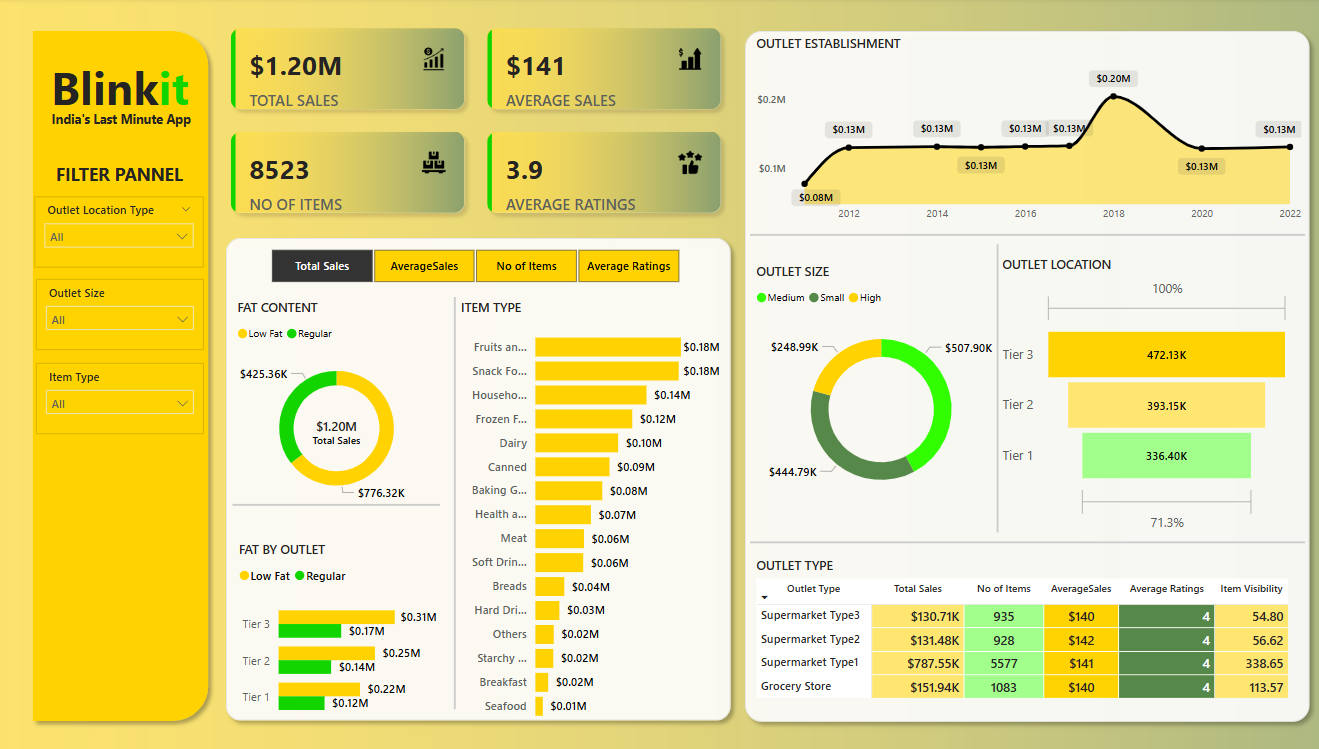 Blinkit
India's Last Minute App
FILTER PANNEL
Outlet Location Type
All
Outlet Size
All
Item Type
All
$1.20M
TOTAL SALES
$141
AVERAGE SALES
8523
NO OF ITEMS
3.9
AVERAGE RATINGS
Total Sales AverageSales No of Items Average Ratings
FAT CONTENT
Low Fat Regular
$425.36K
$1.20M
Total Sales
$776.32K
FAT BY OUTLET
Low Fat Regular
Tier 3 $0.31M
$0.17M
Tier 2 $0.25M
$0.14M
Tier 1 $0.22M
$0.12M
ITEM TYPE
Fruits an... $0.18M
Snack Fo... $0.18M
Househo... $0.14M
Frozen F... $0.12M
Dairy $0.10M
Canned $0.09M
Baking G... $0.08M
Health a... $0.07M
Meat $0.06M
Soft Drin... $0.06M
Breads $0.04M
Hard Dri... $0.03M
Others $0.02M
Starchy ... $0.02M
Breakfast $0.02M
Seafood $0.01M
OUTLET ESTABLISHMENT
$0.2M
$0.1M
$0.08M $0.13M $0.13M $0.13M $0.13M $0.13M $0.20M $0.13M $0.13M
2012 2014 2016 2018 2020 2022
OUTLET SIZE
Medium Small High
$248.99K
$507.90K
$444.79K
OUTLET LOCATION
100%
Tier 3 472.13K
Tier 2 393.15K
Tier 1 336.40K
71.3%
OUTLET TYPE
Outlet Type Total Sales No of Items AverageSales Average Ratings Item Visibility
Supermarket Type3 $130.71K 935 $140 4 54.80
Supermarket Type2 $131.48K 928 $142 4 56.62
Supermarket Type1 $787.55K 5577 $141 4 338.65
Grocery Store $151.94K 1083 $140 4 113.57